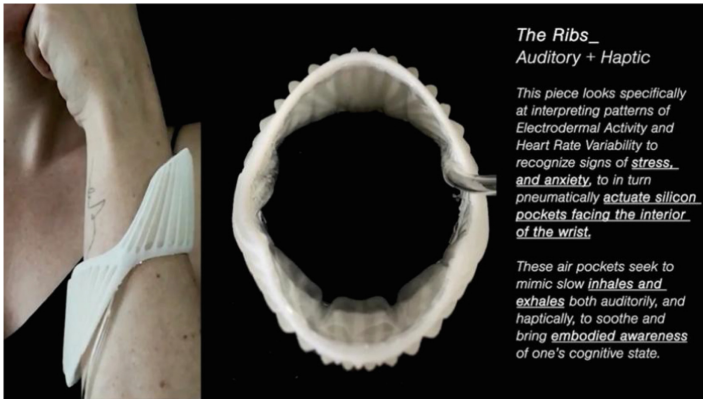 The Ribs_
Auditory + Haptic
This piece looks specifically
at interpreting patterns of
Electrodermal Activity and
Heart Rate Variability to
recognize signs of stress,
and anxiety, to in turn
pneumatically actuate silicon
pockets facing the interior
of the wrist.
These air pockets seek to
mimic slow inhales and
exhales both auditorily, and
haptically, to soothe and
bring embodied awareness
of one's cognitive state.